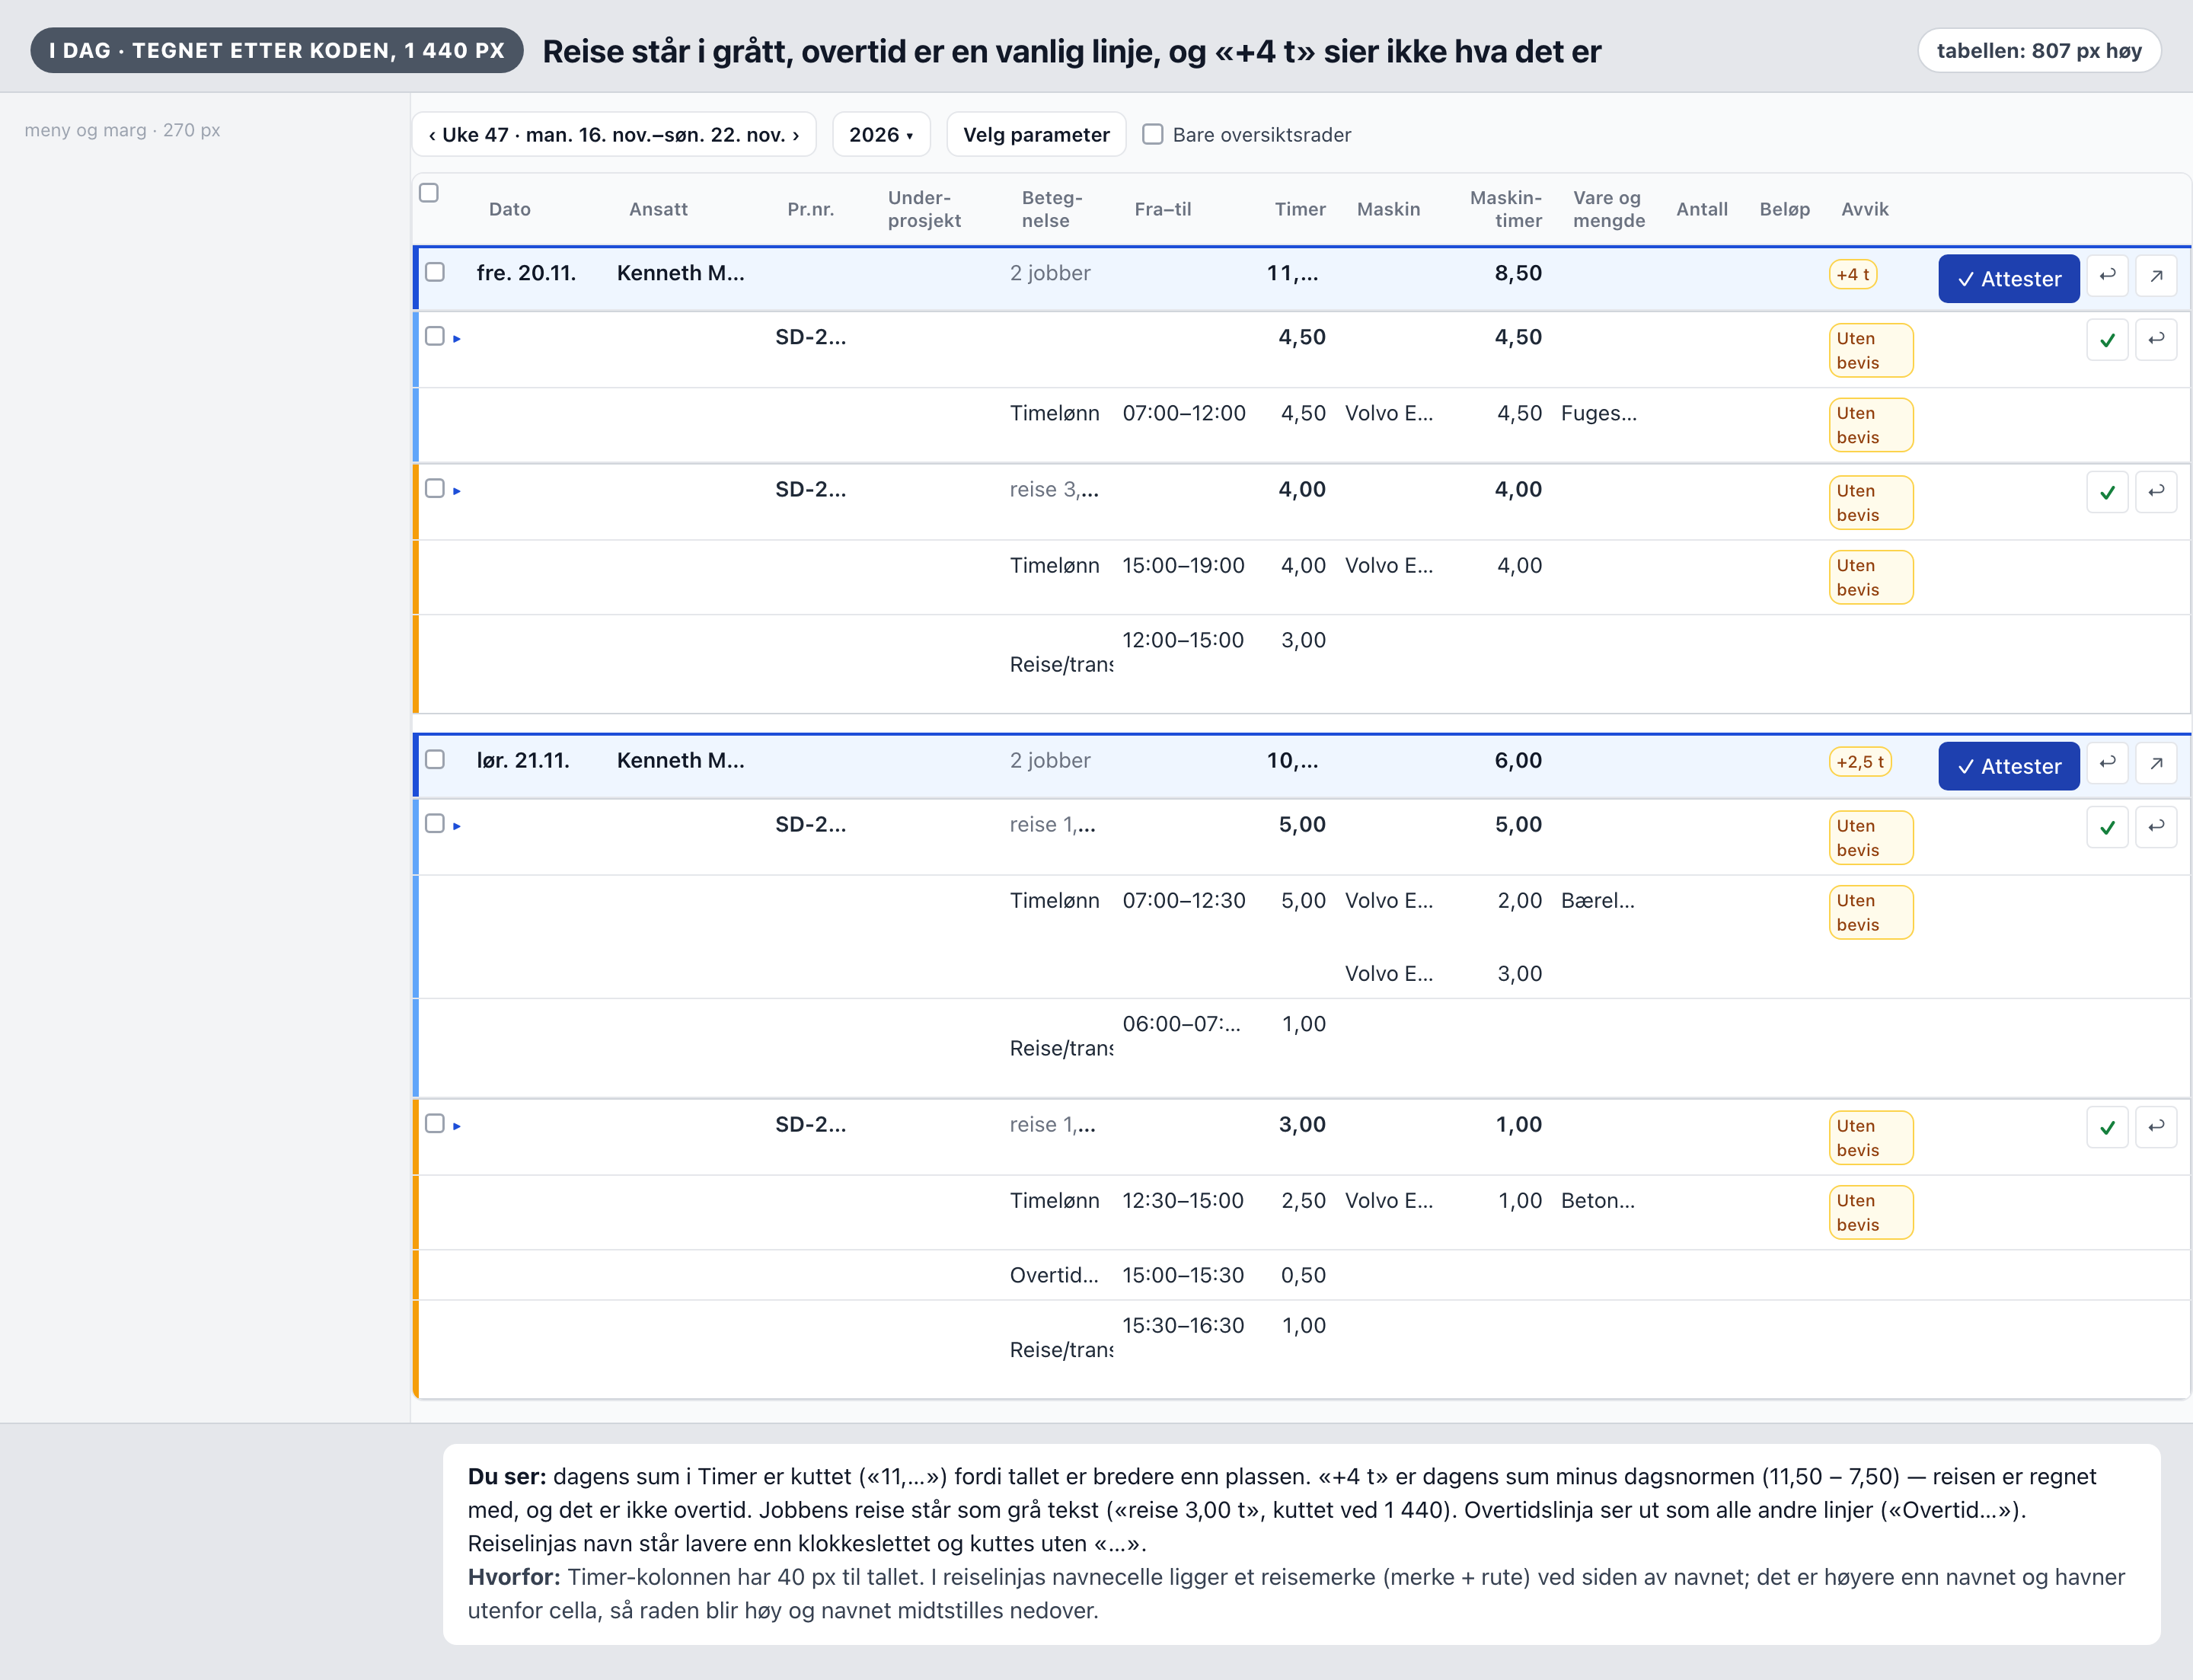 I DAG · TEGNET ETTER KODEN, 1 440 PX
Reise står i grått, overtid er en vanlig linje, og «+4 t» sier ikke hva det er
tabellen: 807 px høy
meny og marg · 270 px
‹ Uke 47 · man. 16. nov.–søn. 22. nov. ›
2026 ▾
Velg parameter
Bare oversiktsrader
Dato Ansatt Pr.nr. Under-prosjekt Beteg-nelse Fra–til Timer Maskin Maskin-timer Vare og mengde Antall Beløp Avvik
fre. 20.11. Kenneth M... 2 jobber 11,... 8,50 +4 t ✓ Attester ↩ ↗
▸ SD-2... 4,50 4,50 Uten bevis ✓ ↩
Timelønn 07:00–12:00 4,50 Volvo E... 4,50 Fuges... Uten bevis
▸ SD-2... reise 3,... 4,00 4,00 Uten bevis ✓ ↩
Timelønn 15:00–19:00 4,00 Volvo E... 4,00 Uten bevis
12:00–15:00 3,00
Reise/trans
lør. 21.11. Kenneth M... 2 jobber 10,... 6,00 +2,5 t ✓ Attester ↩ ↗
▸ SD-2... reise 1,... 5,00 5,00 Uten bevis ✓ ↩
Timelønn 07:00–12:30 5,00 Volvo E... 2,00 Bærel... Uten bevis
Volvo E... 3,00
06:00–07:... 1,00
Reise/trans
▸ SD-2... reise 1,... 3,00 1,00 Uten bevis ✓ ↩
Timelønn 12:30–15:00 2,50 Volvo E... 1,00 Beton... Uten bevis
Overtid... 15:00–15:30 0,50
15:30–16:30 1,00
Reise/trans
Du ser: dagens sum i Timer er kuttet («11,...») fordi tallet er bredere enn plassen. «+4 t» er dagens sum minus dagsnormen (11,50 − 7,50) — reisen er regnet
med, og det er ikke overtid. Jobbens reise står som grå tekst («reise 3,00 t», kuttet ved 1 440). Overtidslinja ser ut som alle andre linjer («Overtid...»).
Reiselinjas navn står lavere enn klokkeslettet og kuttes uten «...».
Hvorfor: Timer-kolonnen har 40 px til tallet. I reiselinjas navnecelle ligger et reisemerke (merke + rute) ved siden av navnet; det er høyere enn navnet og havner
utenfor cella, så raden blir høy og navnet midtstilles nedover.